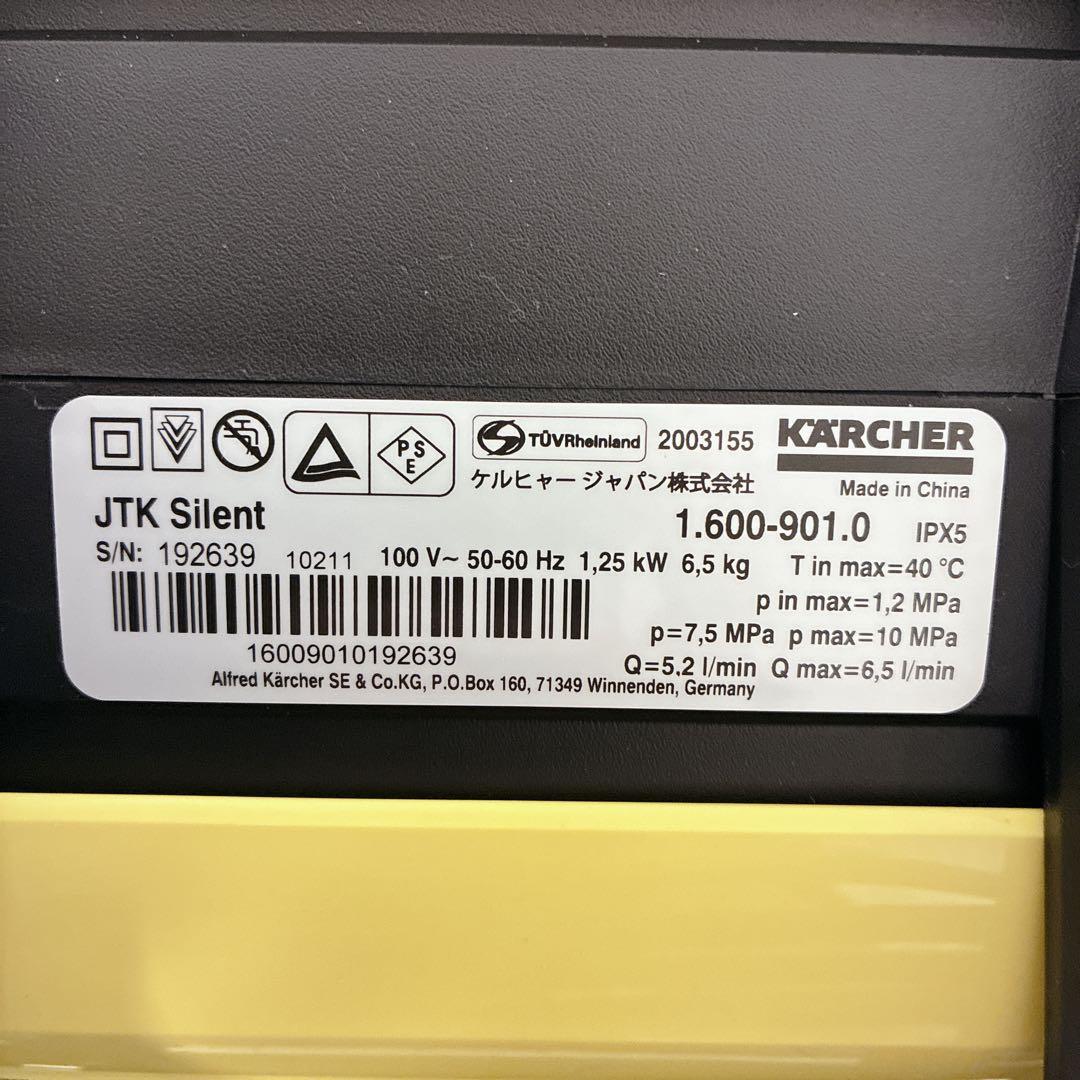 PSE TÜVRheinland 2003155 KÄRCHER
ケルヒャー ジャパン株式会社 Made in China
JTK Silent 1.600-901.0 IPX5
S/N: 192639 10211 100 V~ 50-60 Hz 1,25 kW 6,5 kg T in max=40 °C
p in max=1,2 MPa
p=7,5 MPa p max=10 MPa
16009010192639
Q=5,2 l/min Q max=6,5 l/min
Alfred Kärcher SE & Co.KG, P.O.Box 160, 71349 Winnenden, Germany